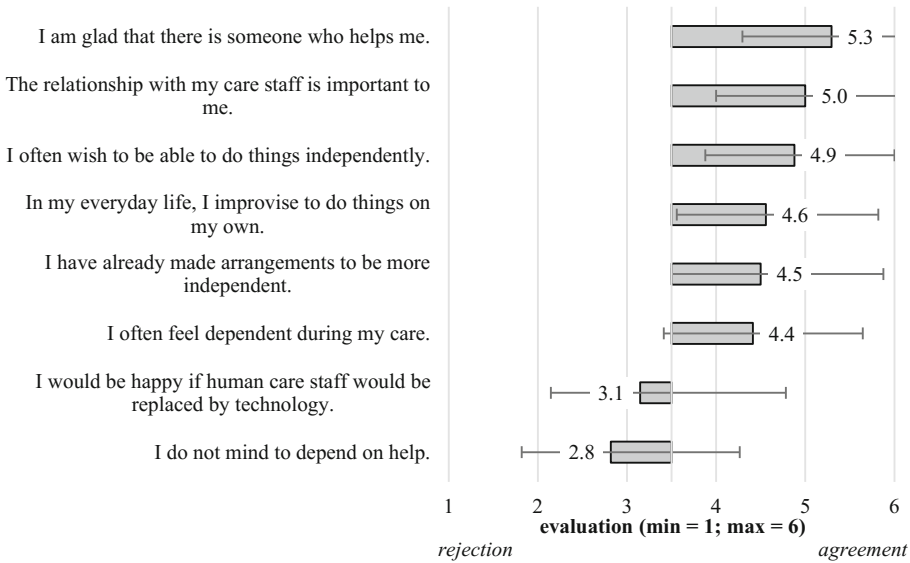 I am glad that there is someone who helps me.
5.3
The relationship with my care staff is important to
me.
5.0
I often wish to be able to do things independently.
4.9
In my everyday life, I improvise to do things on
my own.
4.6
I have already made arrangements to be more
independent.
4.5
I often feel dependent during my care.
4.4
I would be happy if human care staff would be
replaced by technology.
3.1
I do not mind to depend on help.
2.8
1 2 3 4 5 6
evaluation (min = 1; max = 6)
rejection agreement